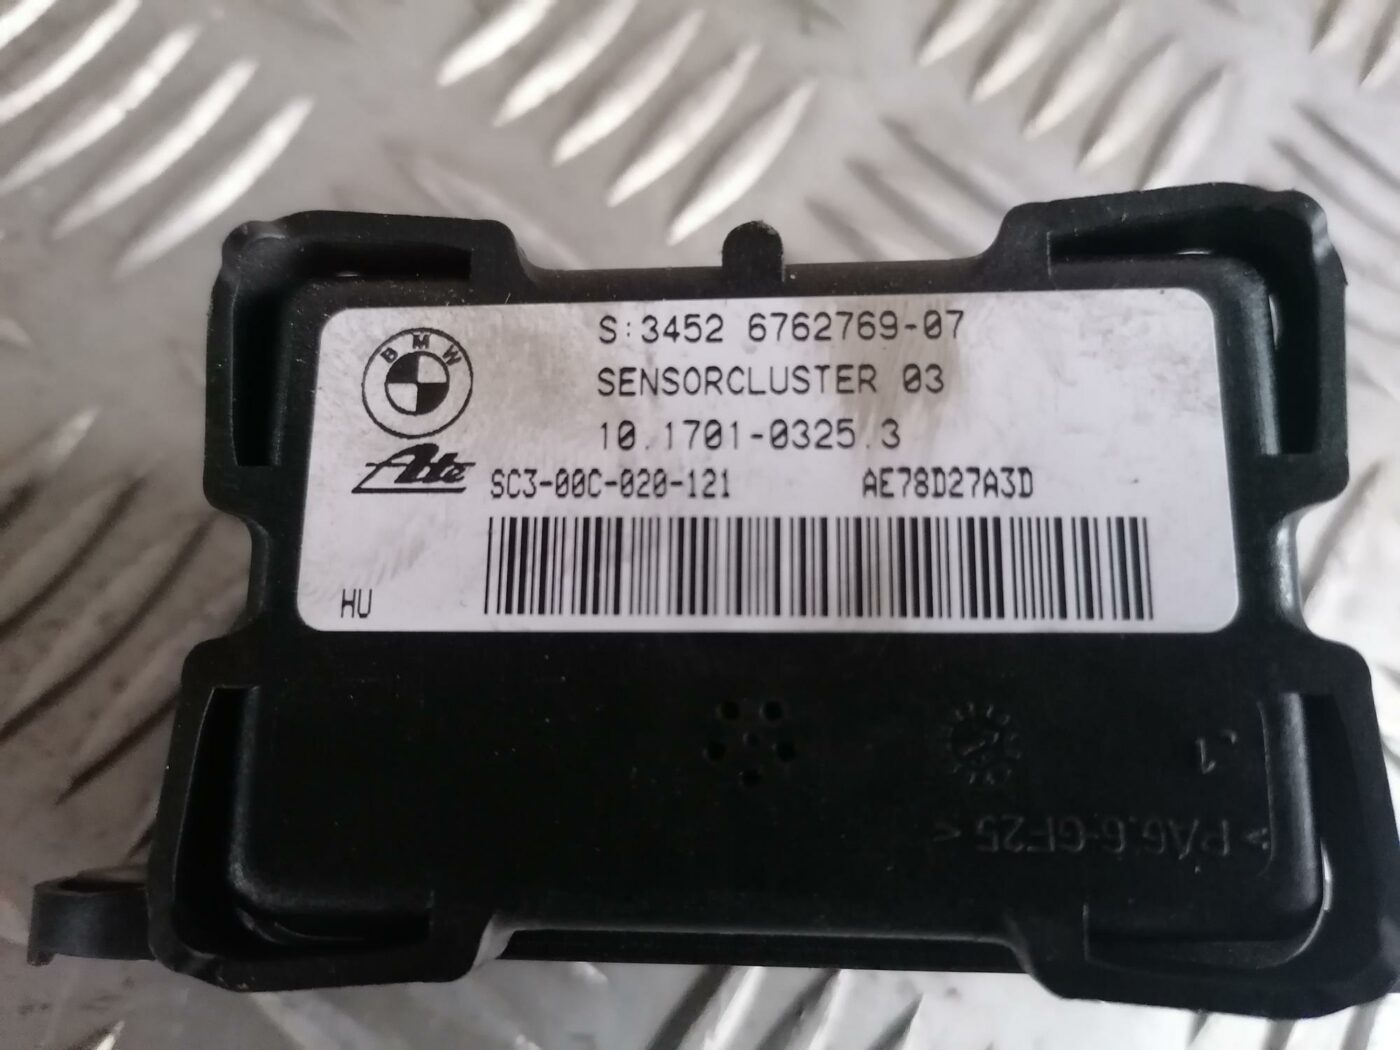 BMW
S:3452 6762769-07
SENSORCLUSTER 03
10.1701-0325.3
Ate
SC3-00C-020-121 AE78D27A3D
HU
1
>PA6.6-GF25<